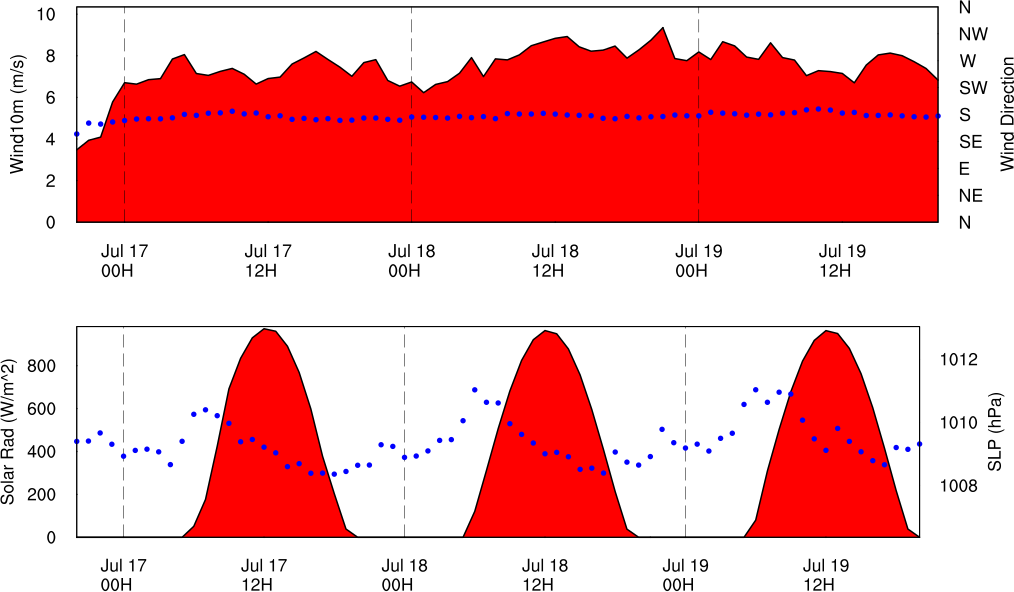 10
8
6
4
2
0
Wind10m (m/s)
N
NW
W
SW
S
SE
E
NE
N
Wind Direction
Jul 17
00H
Jul 17
12H
Jul 18
00H
Jul 18
12H
Jul 19
00H
Jul 19
12H
800
600
400
200
0
Solar Rad (W/m^2)
1012
1010
1008
SLP (hPa)
Jul 17
00H
Jul 17
12H
Jul 18
00H
Jul 18
12H
Jul 19
00H
Jul 19
12H